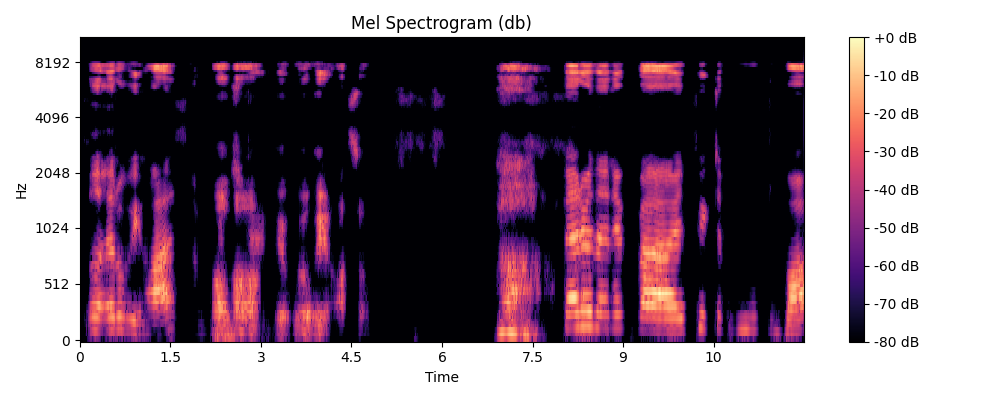 Mel Spectrogram (db)
8192
4096
2048
1024
512
0
Hz
0 1.5 3 4.5 6 7.5 9 10
Time
+0 dB
-10 dB
-20 dB
-30 dB
-40 dB
-50 dB
-60 dB
-70 dB
-80 dB